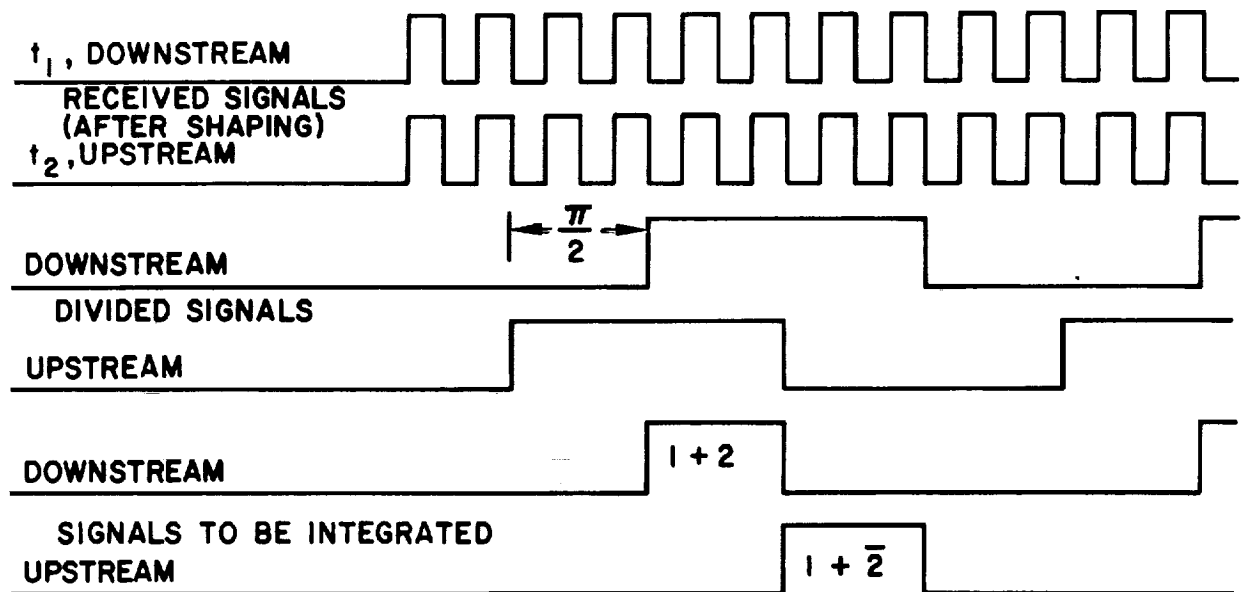 t₁, DOWNSTREAM
RECEIVED SIGNALS
(AFTER SHAPING)
t₂, UPSTREAM
π/2
DOWNSTREAM
DIVIDED SIGNALS
UPSTREAM
1 + 2
DOWNSTREAM
SIGNALS TO BE INTEGRATED
UPSTREAM
1 + 2̅